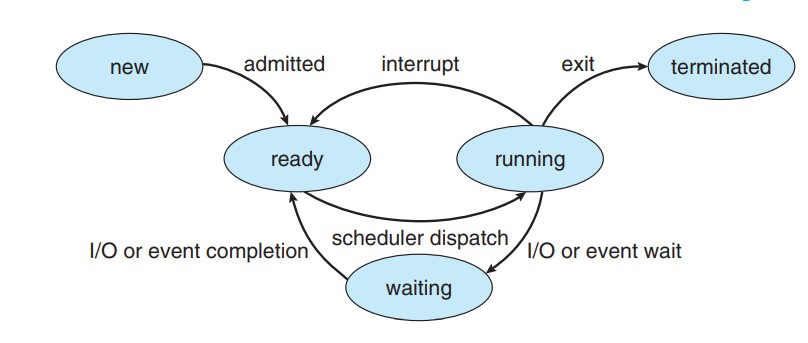 new
admitted
interrupt
exit
terminated
ready
running
I/O or event completion
scheduler dispatch
I/O or event wait
waiting